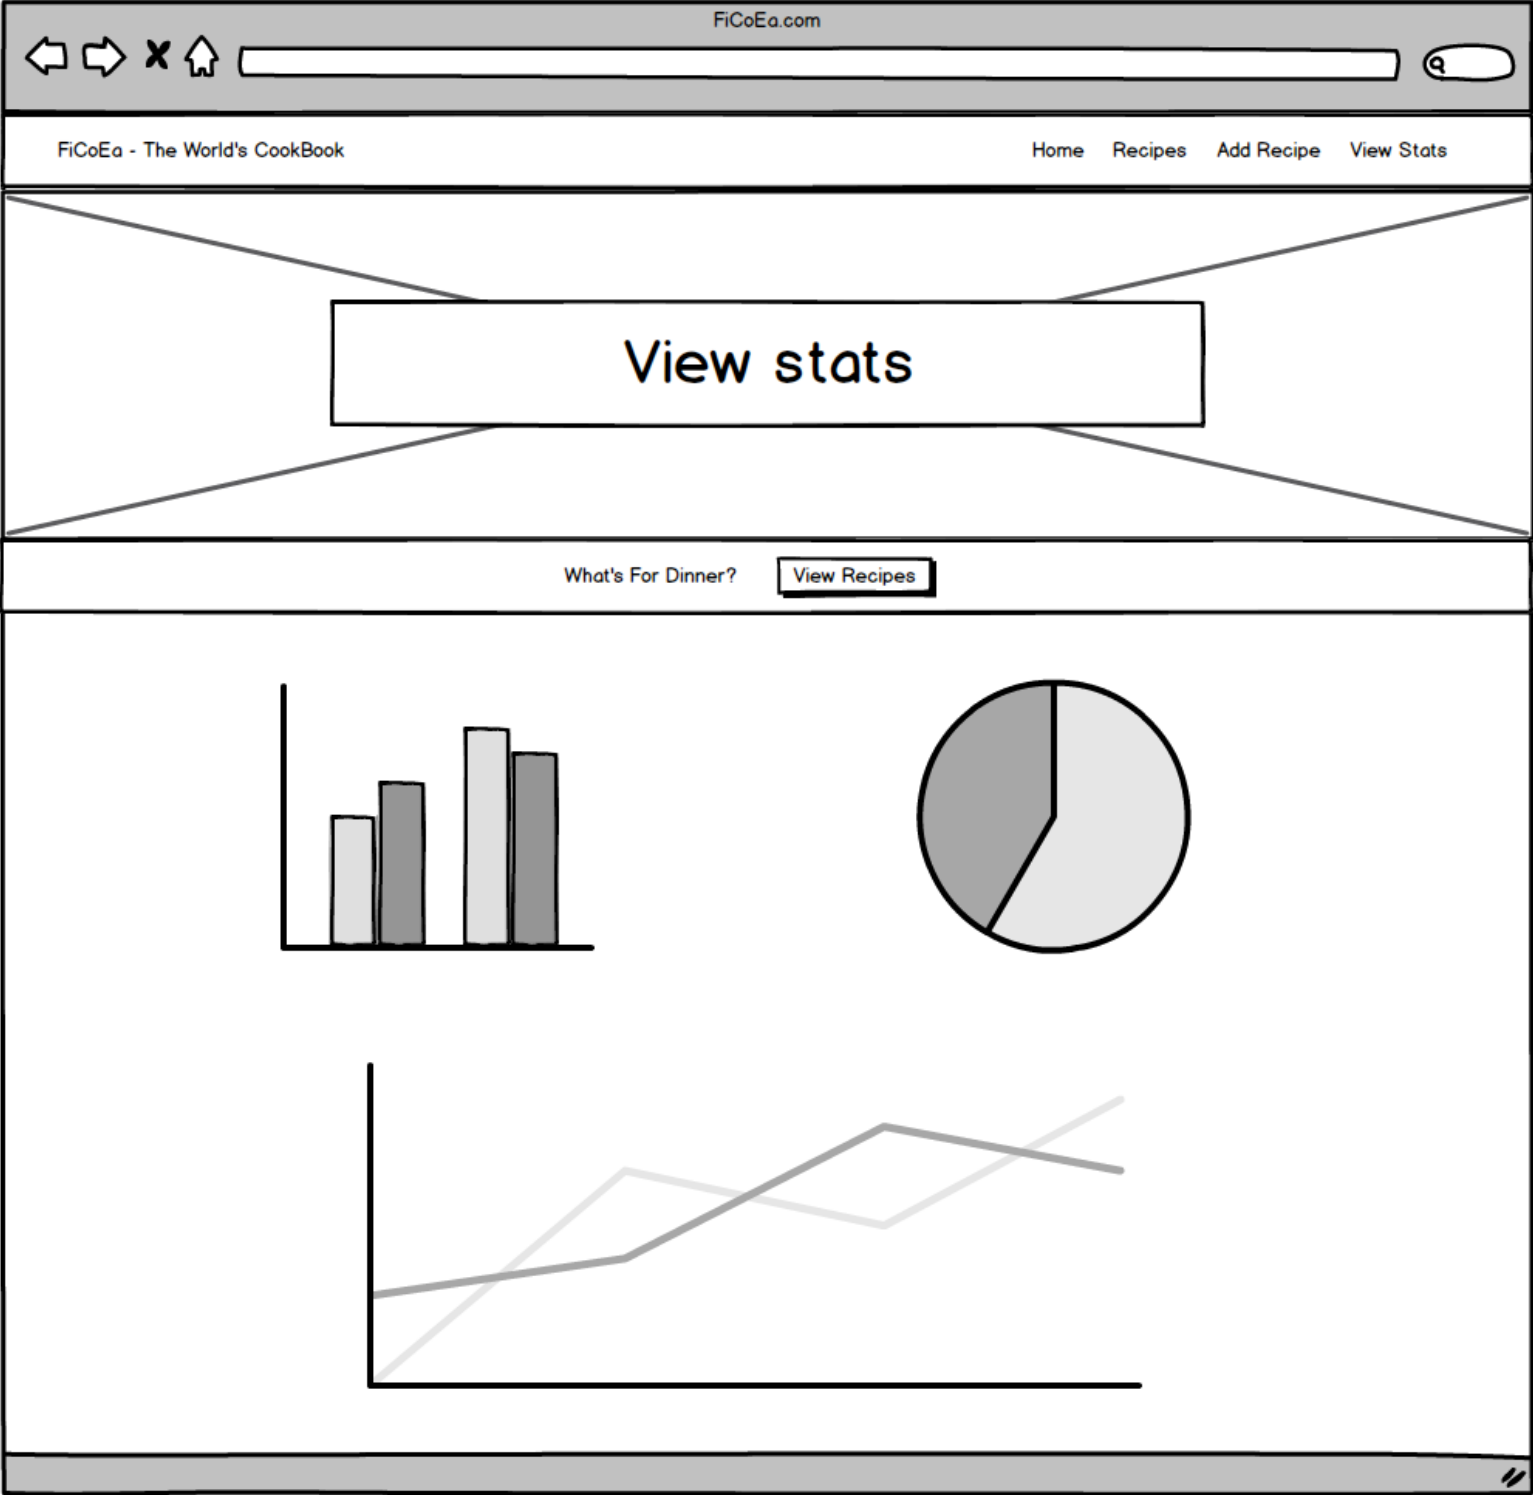 FiCoEa.com
FiCoEa - The World's CookBook
Home Recipes Add Recipe View Stats
View stats
What's For Dinner? View Recipes